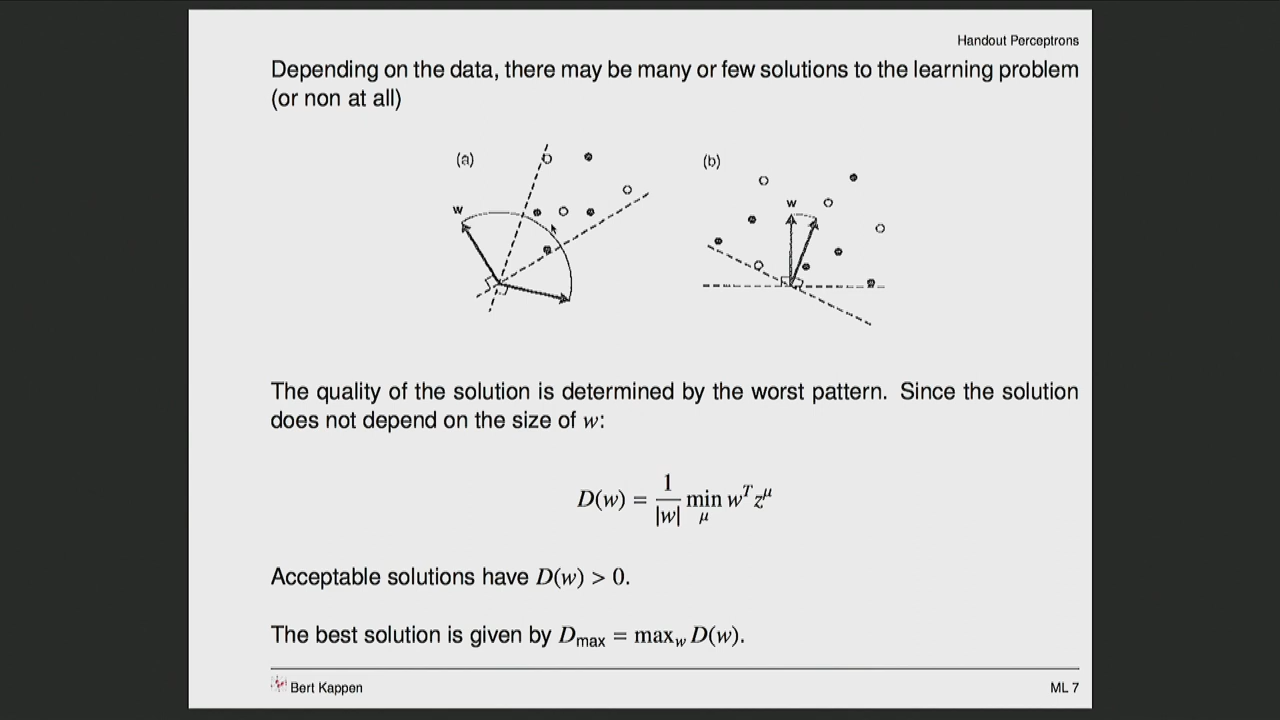 Handout Perceptrons
Depending on the data, there may be many or few solutions to the learning problem
(or non at all)
(a)
(b)
w
w
The quality of the solution is determined by the worst pattern. Since the solution
does not depend on the size of w:
D(w) = 1/|w| min_μ w^T z^μ
Acceptable solutions have D(w) > 0.
The best solution is given by D_max = max_w D(w).
Bert Kappen
ML 7